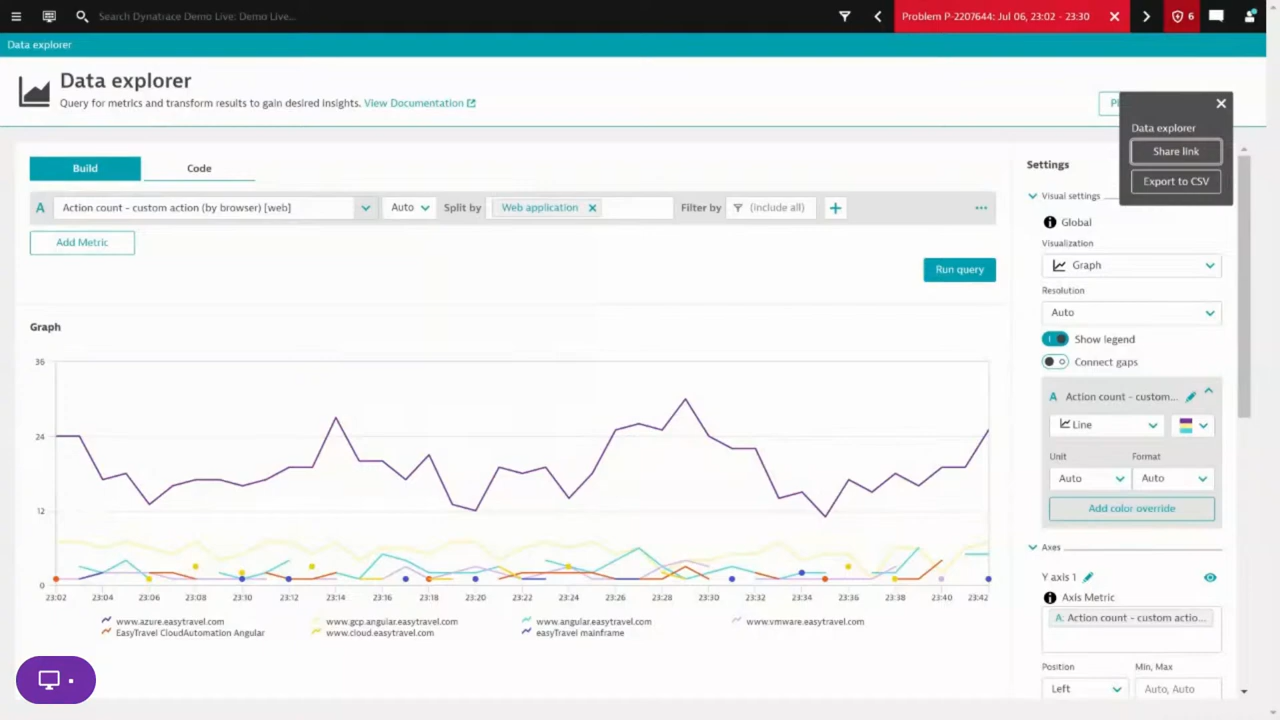 Search Dynatrace Demo Live: Demo Live...
Problem P-2207644: Jul 06, 23:02 - 23:30
6
Data explorer
Data explorer
Query for metrics and transform results to gain desired insights. View Documentation
Data explorer
Share link
Export to CSV
Build
Code
Settings
A
Action count - custom action (by browser) [web]
Auto
Split by
Web application
Filter by
(include all)
Add Metric
Run query
Visual settings
Global
Visualization
Graph
Resolution
Auto
Show legend
Connect gaps
A Action count - custom...
Line
Unit
Format
Auto
Auto
Add color override
Axes
Y axis 1
Axis Metric
A: Action count - custom actio...
Position
Min, Max
Left
Auto, Auto
Graph
36
24
12
0
23:02 23:04 23:06 23:08 23:10 23:12 23:14 23:16 23:18 23:20 23:22 23:24 23:26 23:28 23:30 23:32 23:34 23:36 23:38 23:40 23:42
www.azure.easytravel.com
www.gcp.angular.easytravel.com
www.angular.easytravel.com
www.vmware.easytravel.com
EasyTravel CloudAutomation Angular
www.cloud.easytravel.com
easyTravel mainframe